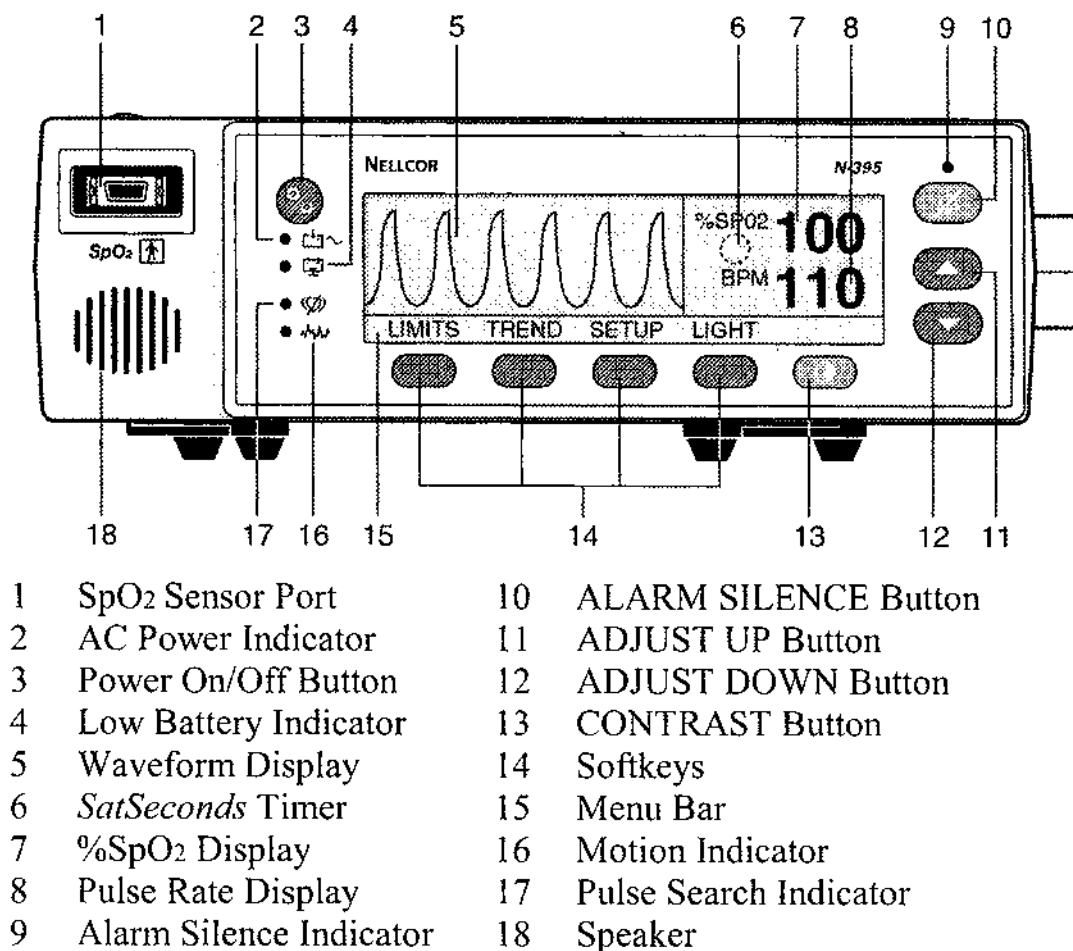 1 2 3 4 5 6 7 8 9 10
NELLCOR
N-395
%SPO2 100
BPM 110
SpO2
LIMITS TREND SETUP LIGHT
18 17 16 15 14 13 12 11
1 SpO2 Sensor Port
2 AC Power Indicator
3 Power On/Off Button
4 Low Battery Indicator
5 Waveform Display
6 SatSeconds Timer
7 %SpO2 Display
8 Pulse Rate Display
9 Alarm Silence Indicator
10 ALARM SILENCE Button
11 ADJUST UP Button
12 ADJUST DOWN Button
13 CONTRAST Button
14 Softkeys
15 Menu Bar
16 Motion Indicator
17 Pulse Search Indicator
18 Speaker